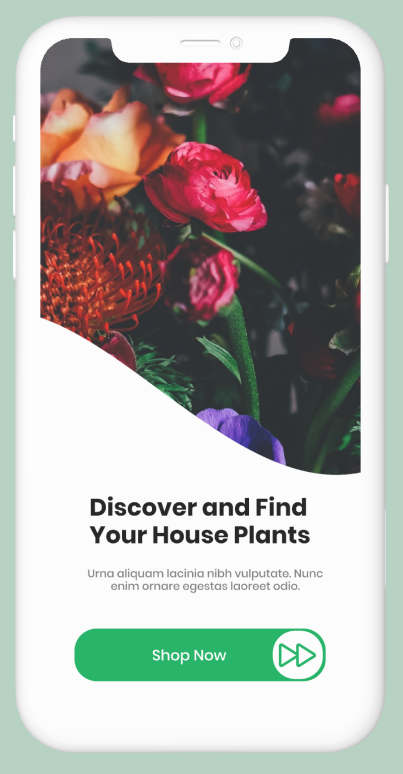 Discover and Find
Your House Plants
Urna aliquam lacinia nibh vulputate. Nunc
enim ornare egestas laoreet odio.
Shop Now